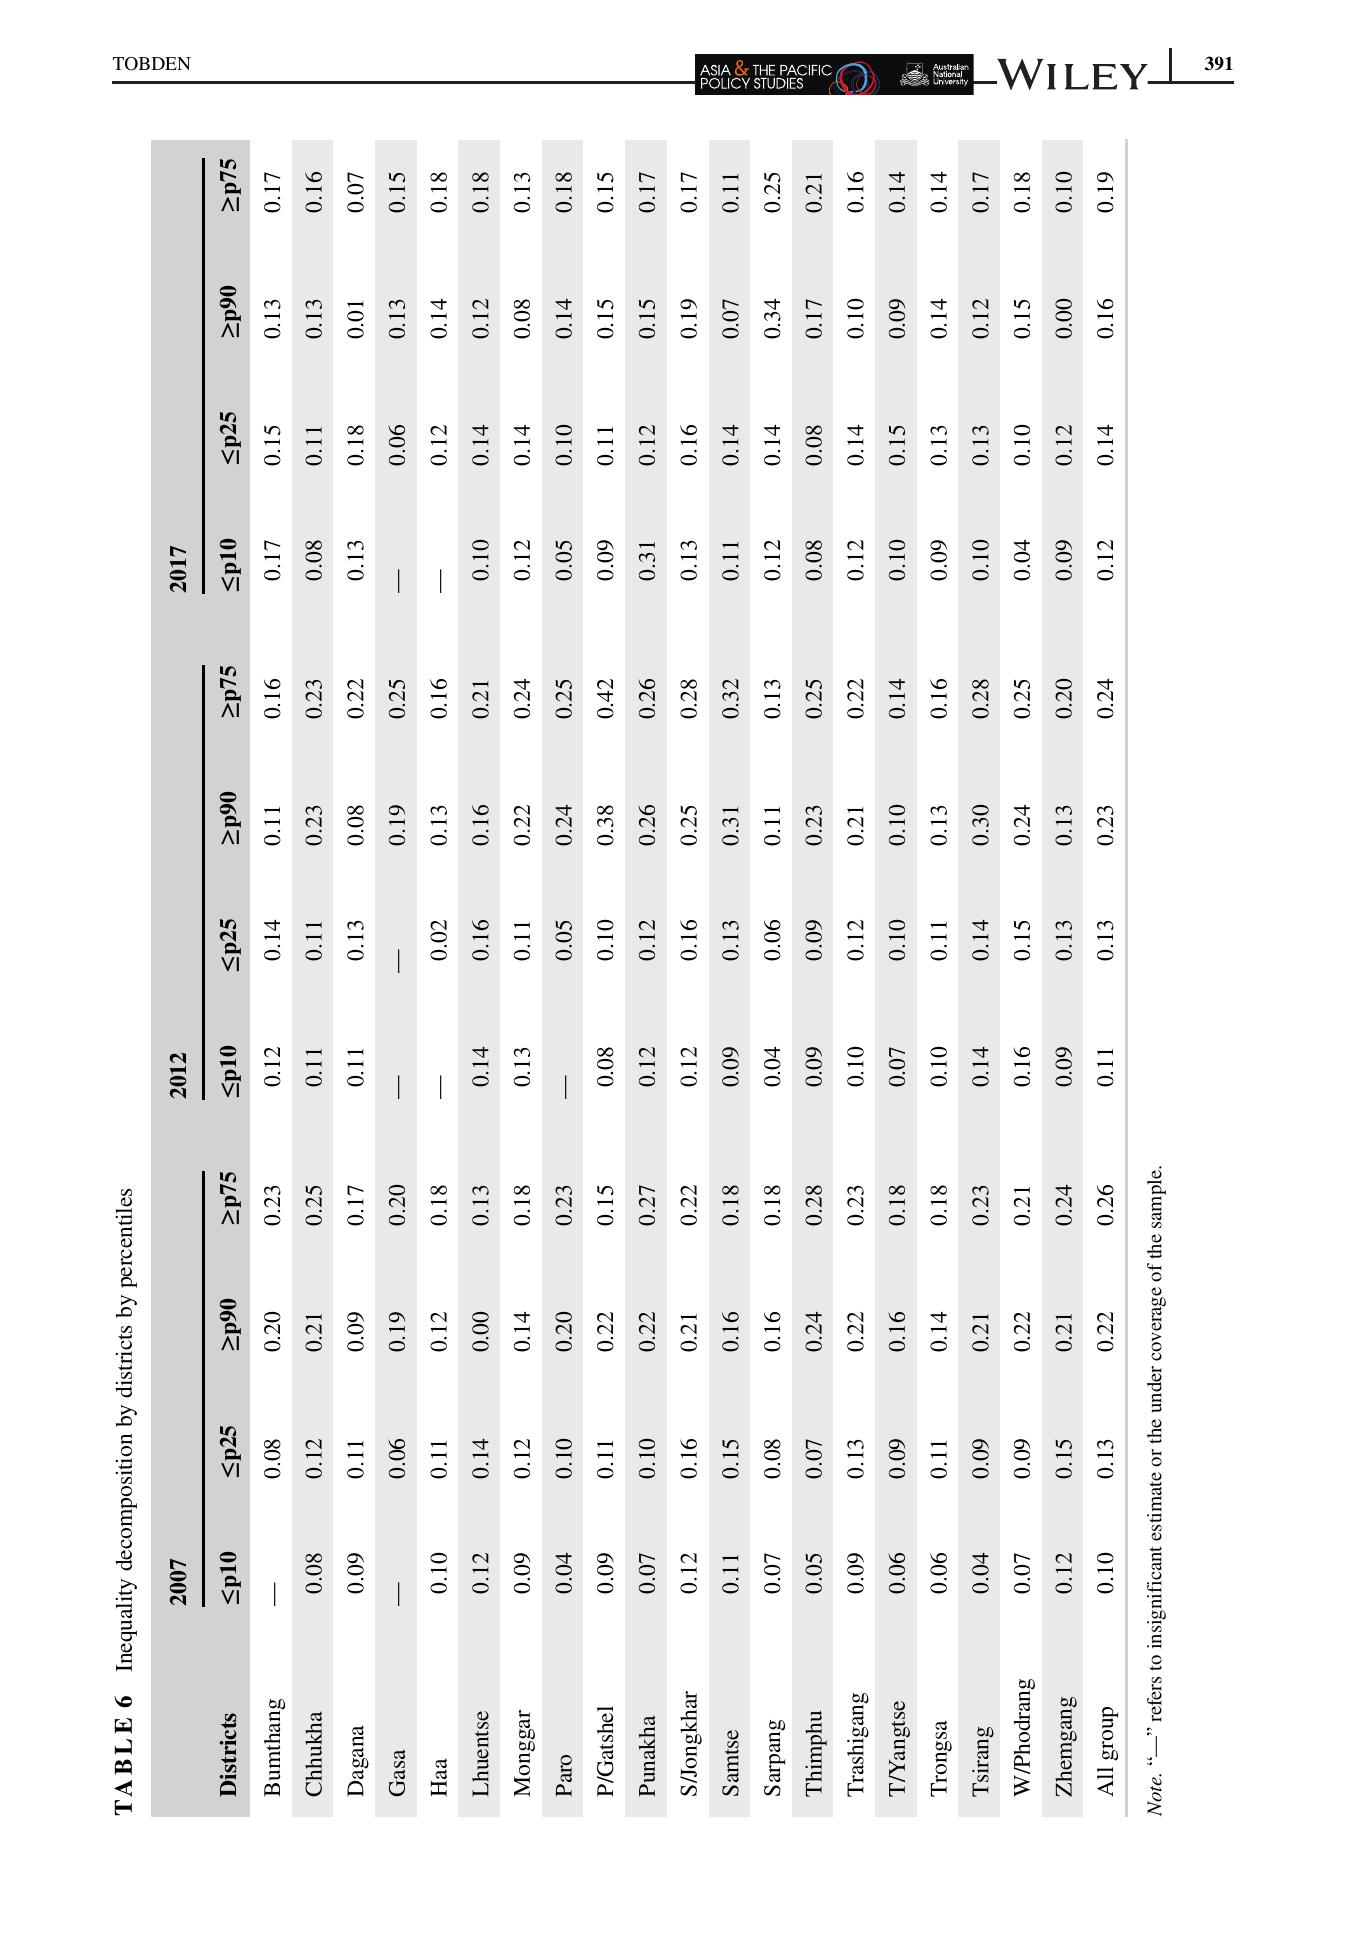 TOBDEN
ASIA & THE PACIFIC
POLICY STUDIES
Australian
National
University
WILEY
391
TABLE 6 Inequality decomposition by districts by percentiles
2007 2012 2017
Districts ≤p10 ≤p25 ≥p90 ≥p75 ≤p10 ≤p25 ≥p90 ≥p75 ≤p10 ≤p25 ≥p90 ≥p75
Bumthang — 0.08 0.20 0.23 0.12 0.14 0.11 0.16 0.17 0.15 0.13 0.17
Chhukha 0.08 0.12 0.21 0.25 0.11 0.11 0.23 0.23 0.08 0.11 0.13 0.16
Dagana 0.09 0.11 0.09 0.17 0.11 0.13 0.08 0.22 0.13 0.18 0.01 0.07
Gasa — 0.06 0.19 0.20 — — 0.19 0.25 — 0.06 0.13 0.15
Haa 0.10 0.11 0.12 0.18 — 0.02 0.13 0.16 — 0.12 0.14 0.18
Lhuentse 0.12 0.14 0.00 0.13 0.14 0.16 0.16 0.21 0.10 0.14 0.12 0.18
Monggar 0.09 0.12 0.14 0.18 0.13 0.11 0.22 0.24 0.12 0.14 0.08 0.13
Paro 0.04 0.10 0.20 0.23 — 0.05 0.24 0.25 0.05 0.10 0.14 0.18
P/Gatshel 0.09 0.11 0.22 0.15 0.08 0.10 0.38 0.42 0.09 0.11 0.15 0.15
Punakha 0.07 0.10 0.22 0.27 0.12 0.12 0.26 0.26 0.31 0.12 0.15 0.17
S/Jongkhar 0.12 0.16 0.21 0.22 0.12 0.16 0.25 0.28 0.13 0.16 0.19 0.17
Samtse 0.11 0.15 0.16 0.18 0.09 0.13 0.31 0.32 0.11 0.14 0.07 0.11
Sarpang 0.07 0.08 0.16 0.18 0.04 0.06 0.11 0.13 0.12 0.14 0.34 0.25
Thimphu 0.05 0.07 0.24 0.28 0.09 0.09 0.23 0.25 0.08 0.08 0.17 0.21
Trashigang 0.09 0.13 0.22 0.23 0.10 0.12 0.21 0.22 0.12 0.14 0.10 0.16
T/Yangtse 0.06 0.09 0.16 0.18 0.07 0.10 0.10 0.14 0.10 0.15 0.09 0.14
Trongsa 0.06 0.11 0.14 0.18 0.10 0.11 0.13 0.16 0.09 0.13 0.14 0.14
Tsirang 0.04 0.09 0.21 0.23 0.14 0.14 0.30 0.28 0.10 0.13 0.12 0.17
W/Phodrang 0.07 0.09 0.22 0.21 0.16 0.15 0.24 0.25 0.04 0.10 0.15 0.18
Zhemgang 0.12 0.15 0.21 0.24 0.09 0.13 0.13 0.20 0.09 0.12 0.00 0.10
All group 0.10 0.13 0.22 0.26 0.11 0.13 0.23 0.24 0.12 0.14 0.16 0.19
Note. “—” refers to insignificant estimate or the under coverage of the sample.